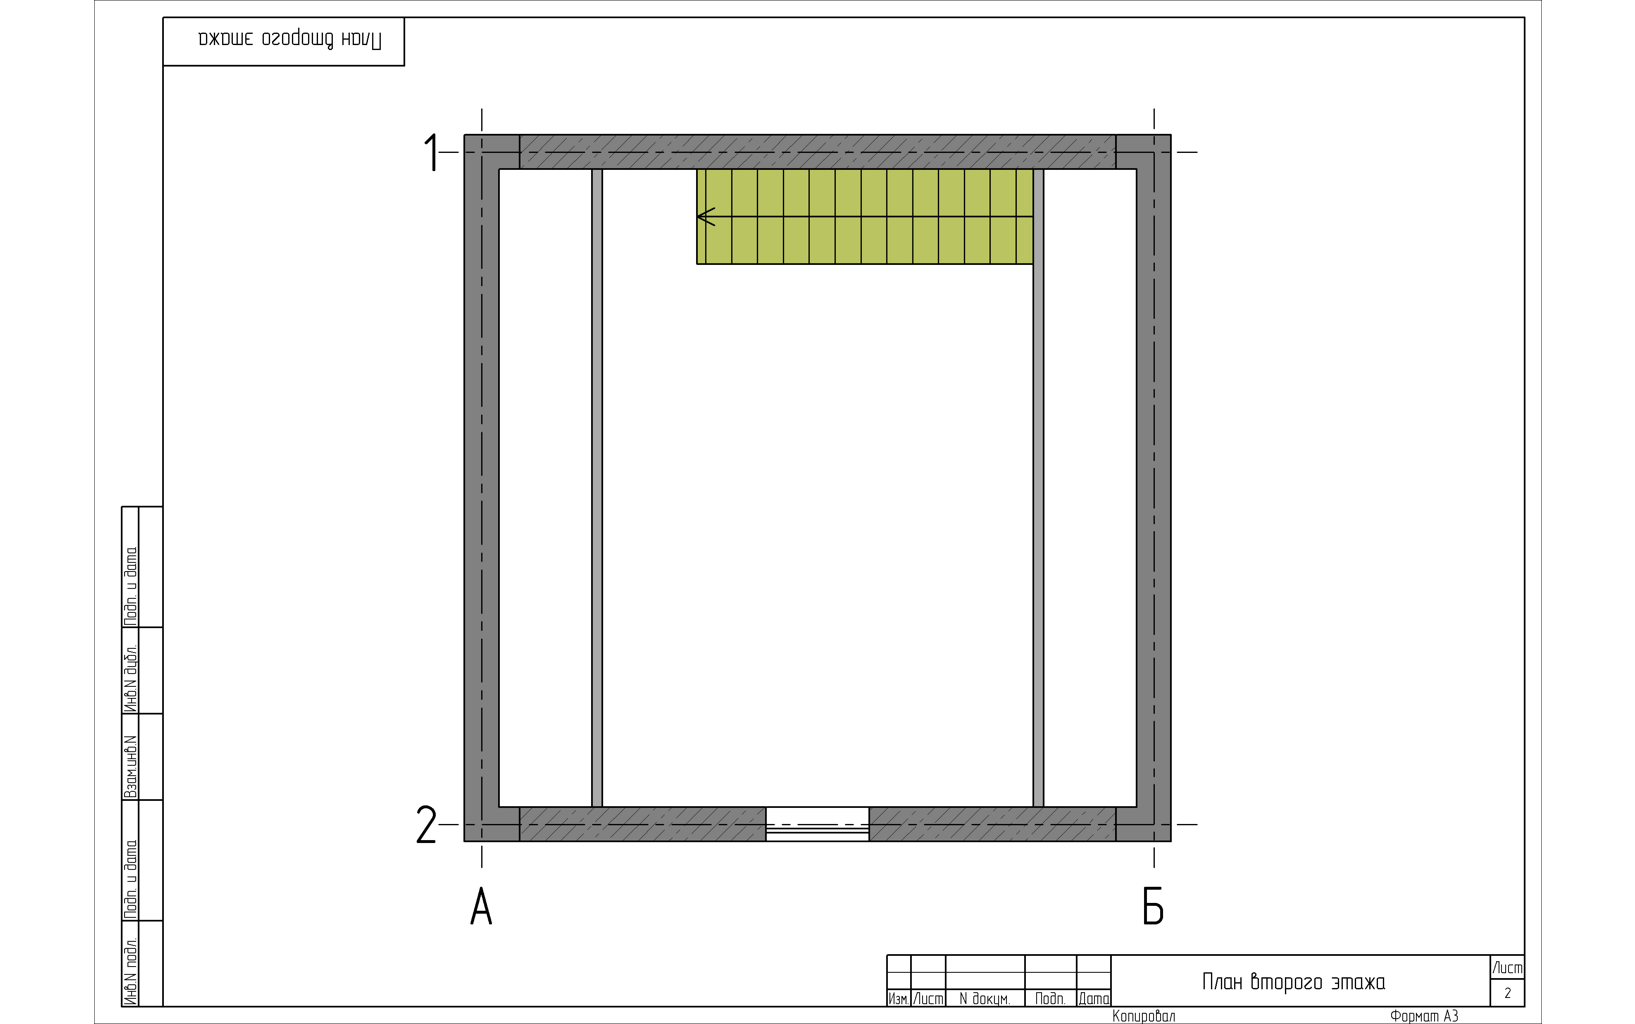 План второго этажа
1
2
А
Б
Подп. и дата
Инв.N дубл.
Взам.инв.N
Подп. и дата
Инв.N подл.
Изм.
Лист
N докум.
Подп.
Дата
План второго этажа
Лист
2
Копировал
Формат А3